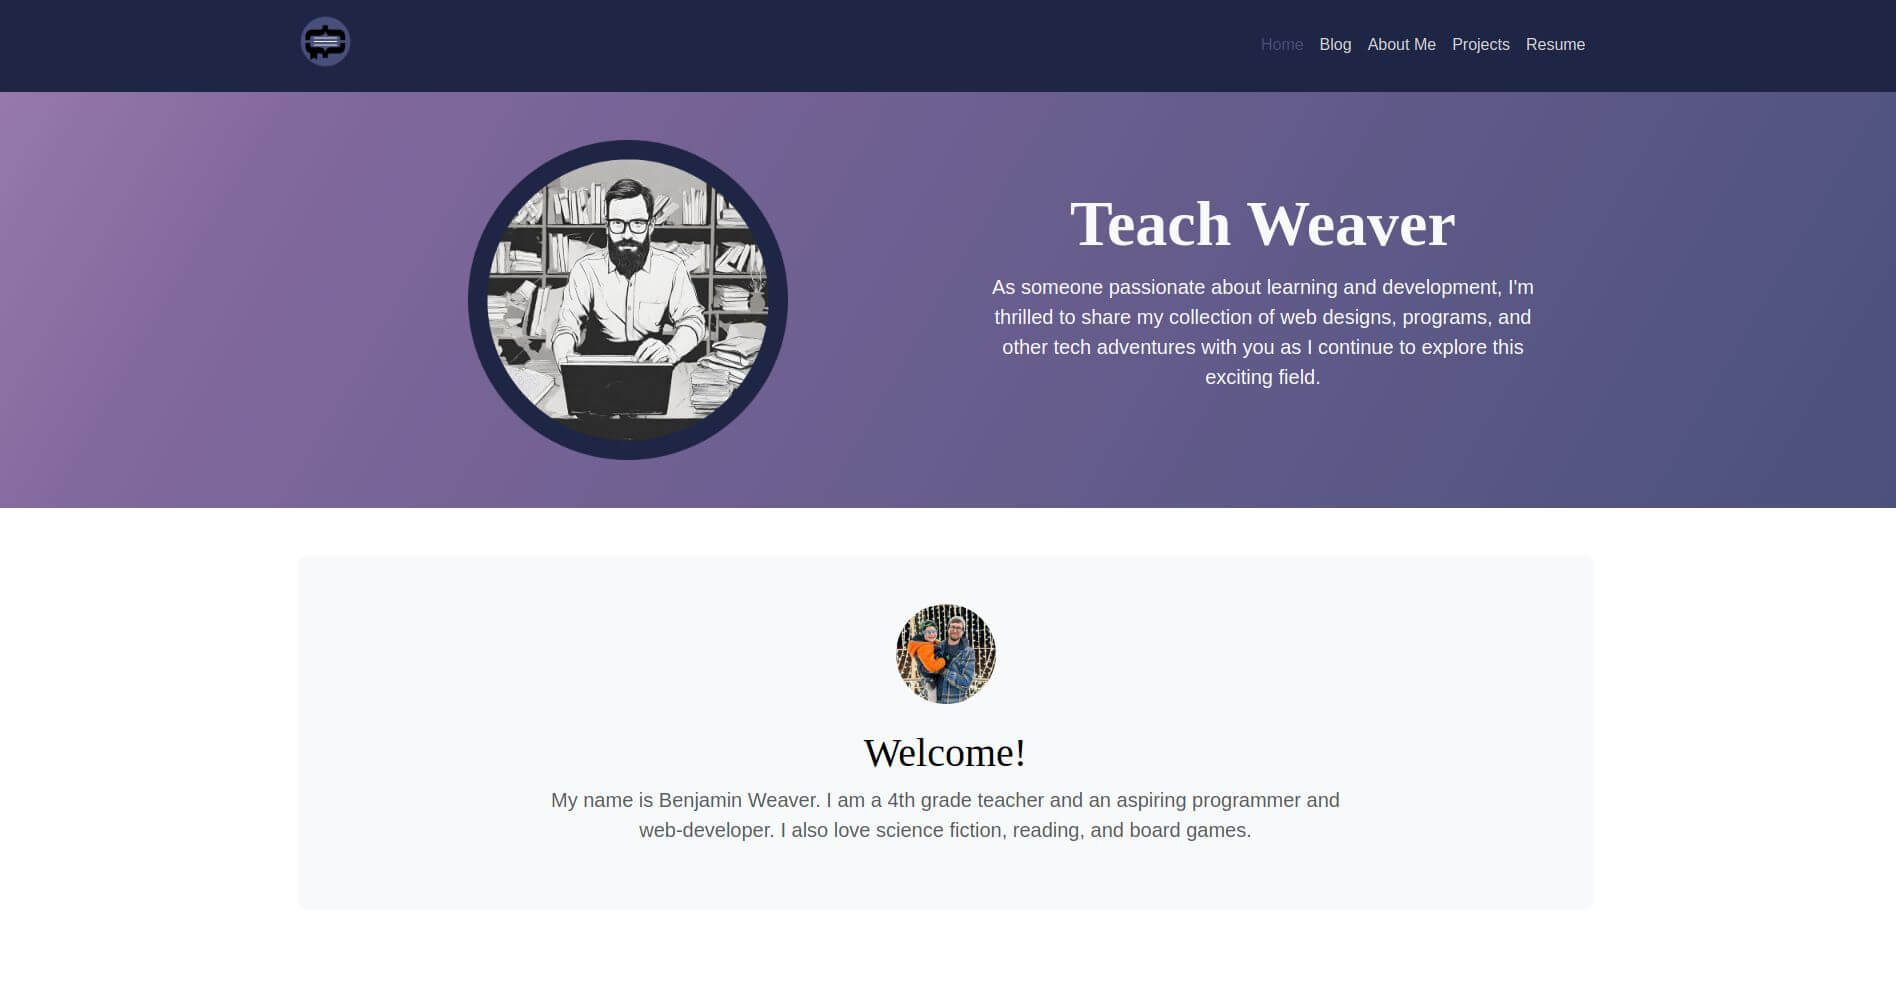 Home Blog About Me Projects Resume
Teach Weaver
As someone passionate about learning and development, I'm
thrilled to share my collection of web designs, programs, and
other tech adventures with you as I continue to explore this
exciting field.
Welcome!
My name is Benjamin Weaver. I am a 4th grade teacher and an aspiring programmer and
web-developer. I also love science fiction, reading, and board games.